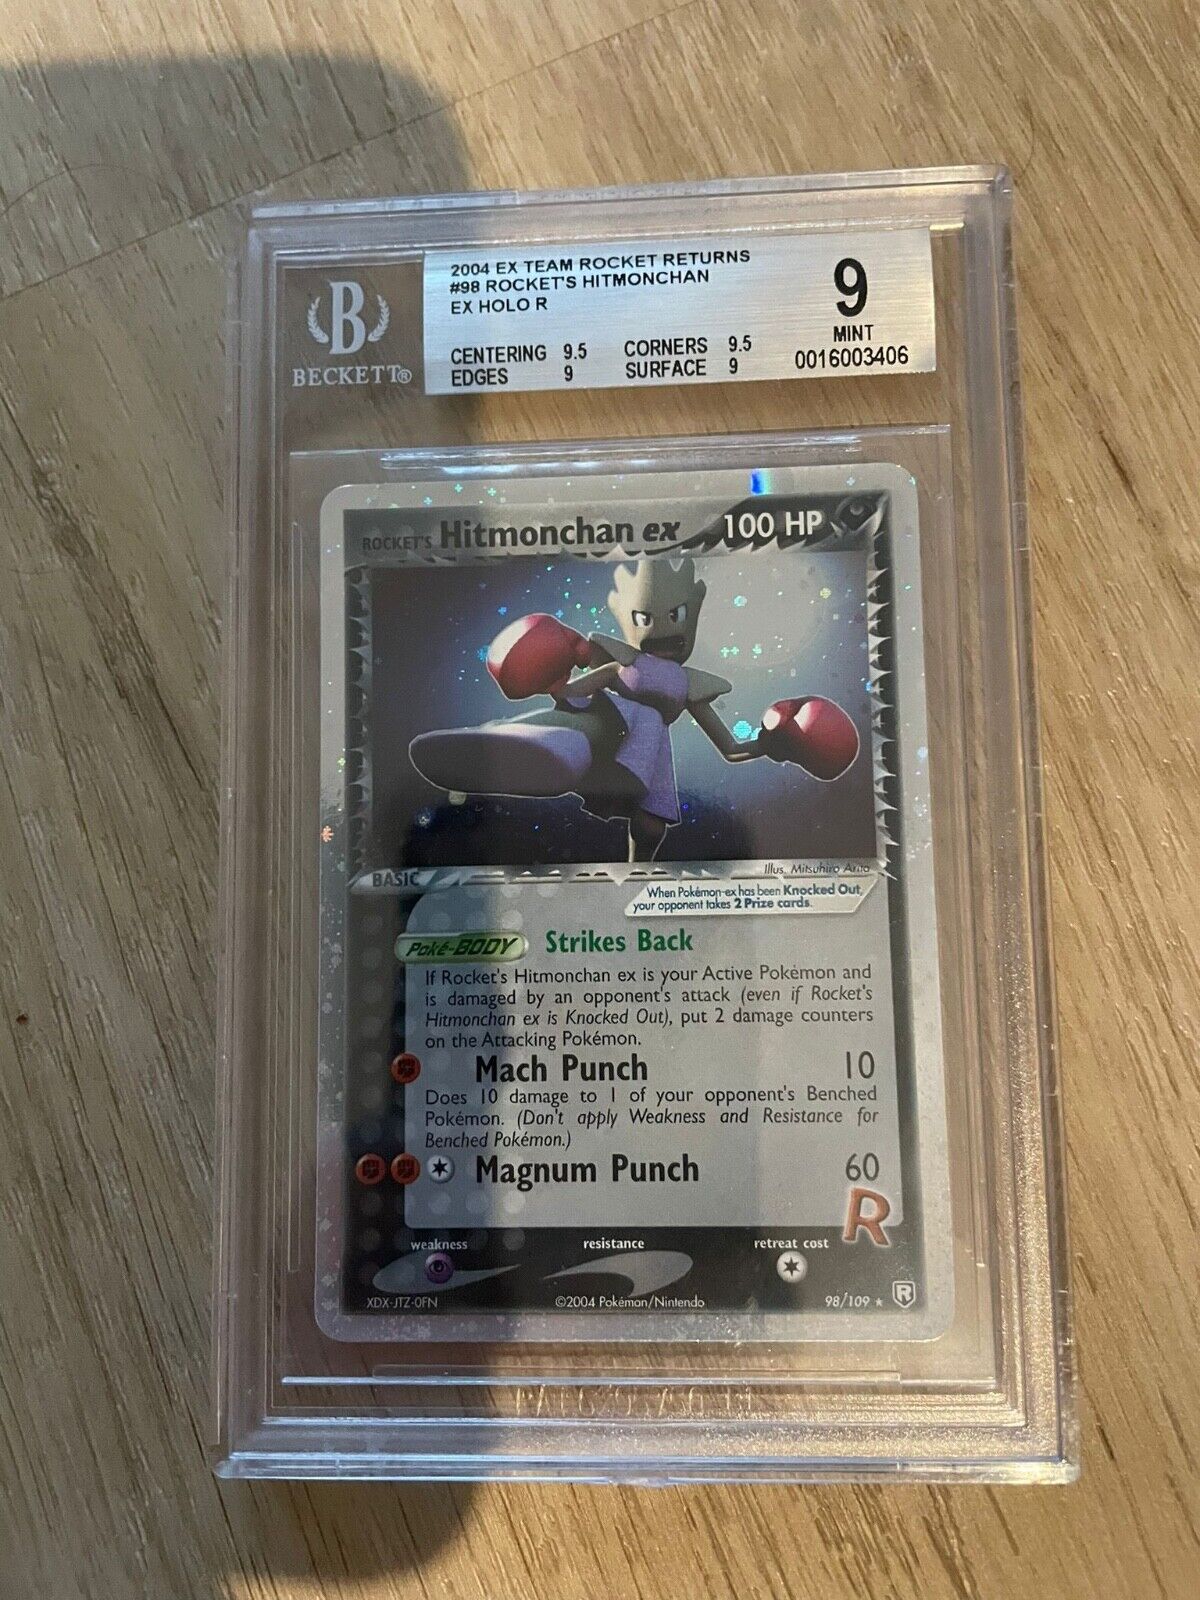 2004 EX TEAM ROCKET RETURNS
#98 ROCKET'S HITMONCHAN
EX HOLO R
CENTERING 9.5 CORNERS 9.5
EDGES 9 SURFACE 9
9
MINT
0016003406
B
BECKETT®
ROCKET'S Hitmonchan ex 100 HP
Illus. Mitsuhiro Arita
BASIC
When Pokémon-ex has been Knocked Out,
your opponent takes 2 Prize cards.
Poké-BODY Strikes Back
If Rocket's Hitmonchan ex is your Active Pokémon and
is damaged by an opponent's attack (even if Rocket's
Hitmonchan ex is Knocked Out), put 2 damage counters
on the Attacking Pokémon.
Mach Punch 10
Does 10 damage to 1 of your opponent's Benched
Pokémon. (Don't apply Weakness and Resistance for
Benched Pokémon.)
Magnum Punch 60
R
weakness resistance retreat cost
XDX-JTZ-0FN ©2004 Pokémon/Nintendo 98/109 ★ R